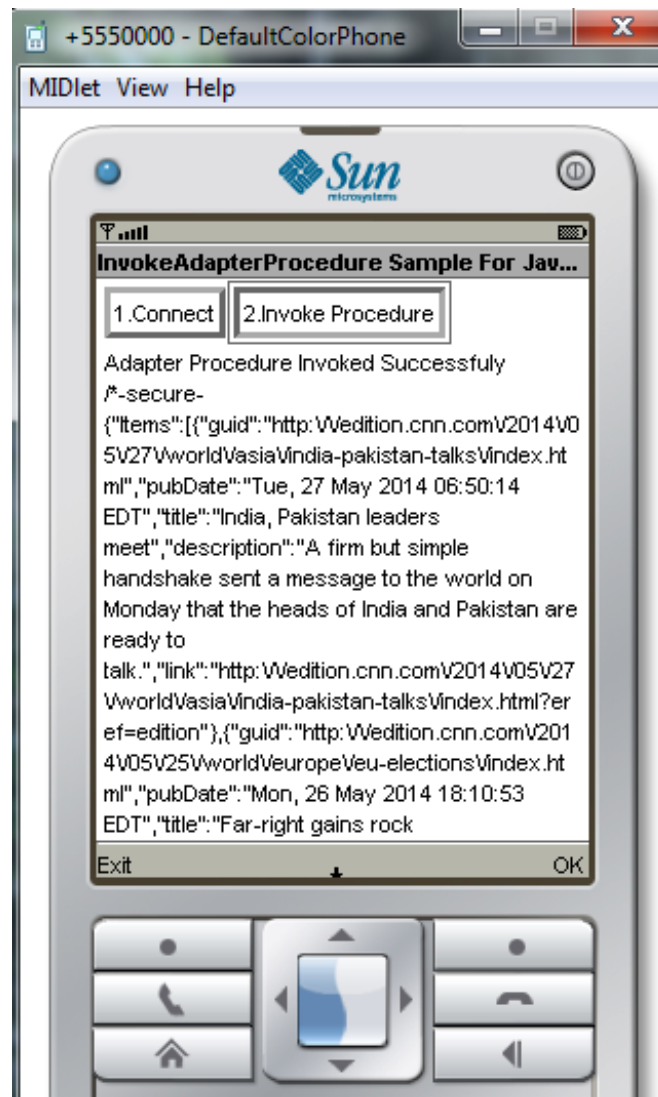 +5550000 - DefaultColorPhone
MIDlet View Help
Sun
microsystems
InvokeAdapterProcedure Sample For Jav...
1.Connect 2.Invoke Procedure
Adapter Procedure Invoked Successfuly
/*-secure-
{"Items":[{"guid":"http:\/\/edition.cnn.com\/2014\/0
5\/27\/world\/asia\/india-pakistan-talks\/index.ht
ml","pubDate":"Tue, 27 May 2014 06:50:14
EDT","title":"India, Pakistan leaders
meet","description":"A firm but simple
handshake sent a message to the world on
Monday that the heads of India and Pakistan are
ready to
talk.","link":"http:\/\/edition.cnn.com\/2014\/05\/27
\/world\/asia\/india-pakistan-talks\/index.html?er
ef=edition"},{"guid":"http:\/\/edition.cnn.com\/201
4\/05\/25\/world\/europe\/eu-elections\/index.ht
ml","pubDate":"Mon, 26 May 2014 18:10:53
EDT","title":"Far-right gains rock
Exit OK